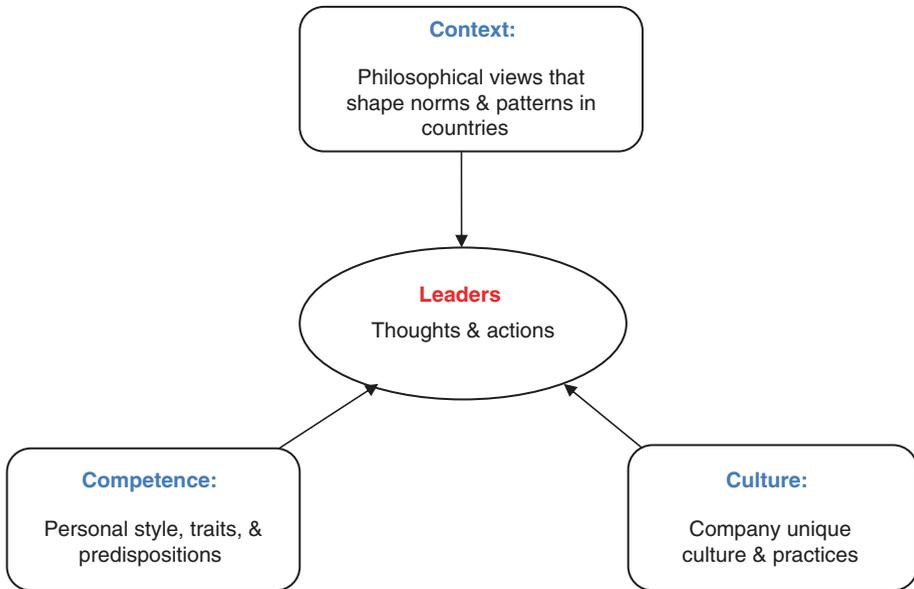 Context:
Philosophical views that
shape norms & patterns in
countries
Leaders
Thoughts & actions
Competence:
Personal style, traits, &
predispositions
Culture:
Company unique
culture & practices